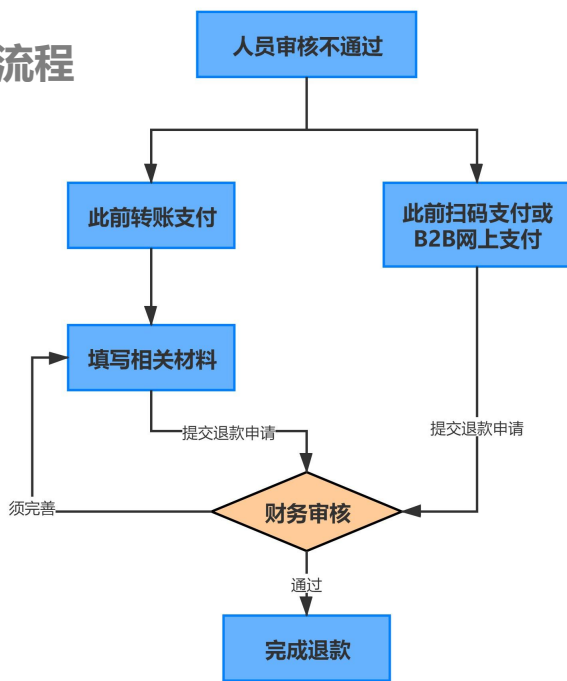 流程
人员审核不通过
此前转账支付
此前扫码支付或
B2B网上支付
填写相关材料
提交退款申请
提交退款申请
须完善
财务审核
通过
完成退款